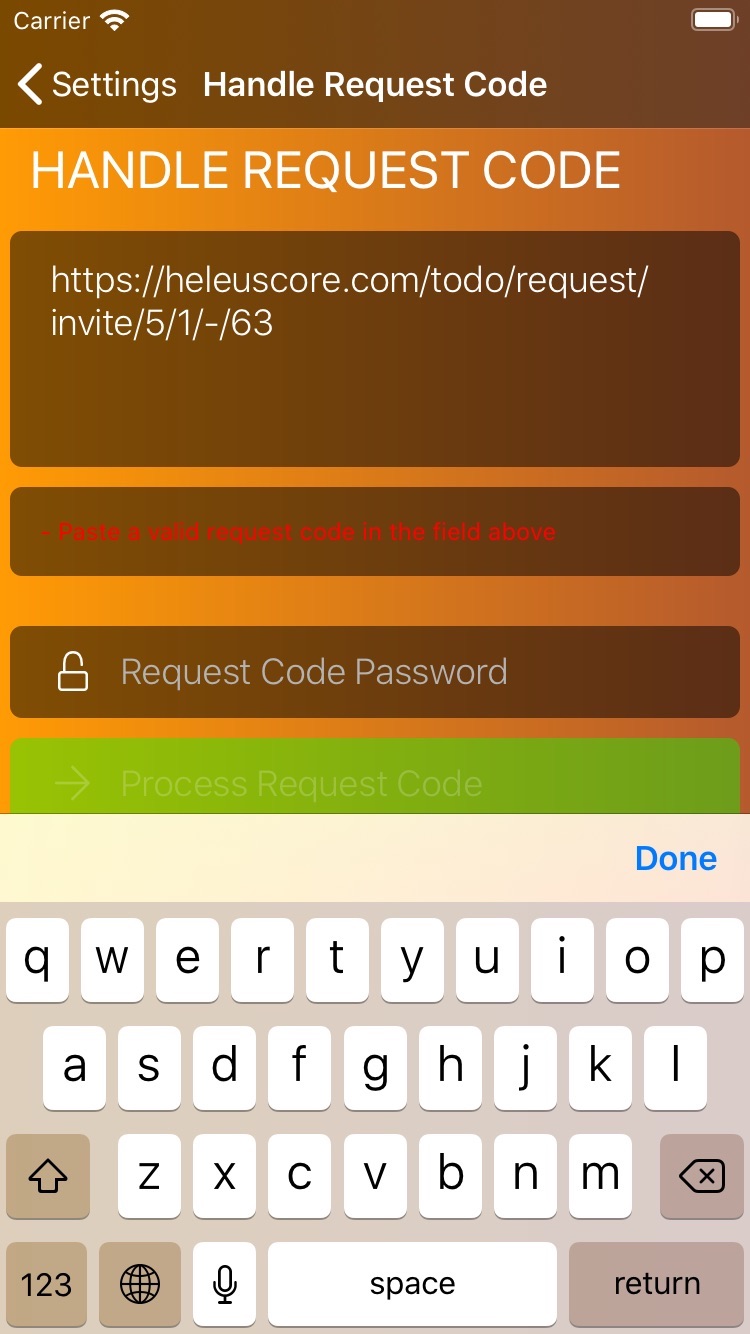 Carrier
Settings Handle Request Code
HANDLE REQUEST CODE
https://heleuscore.com/todo/request/
invite/5/1/-/63
- Paste a valid request code in the field above
Request Code Password
Process Request Code
Done
q w e r t y u i o p
a s d f g h j k l
z x c v b n m
123 space return